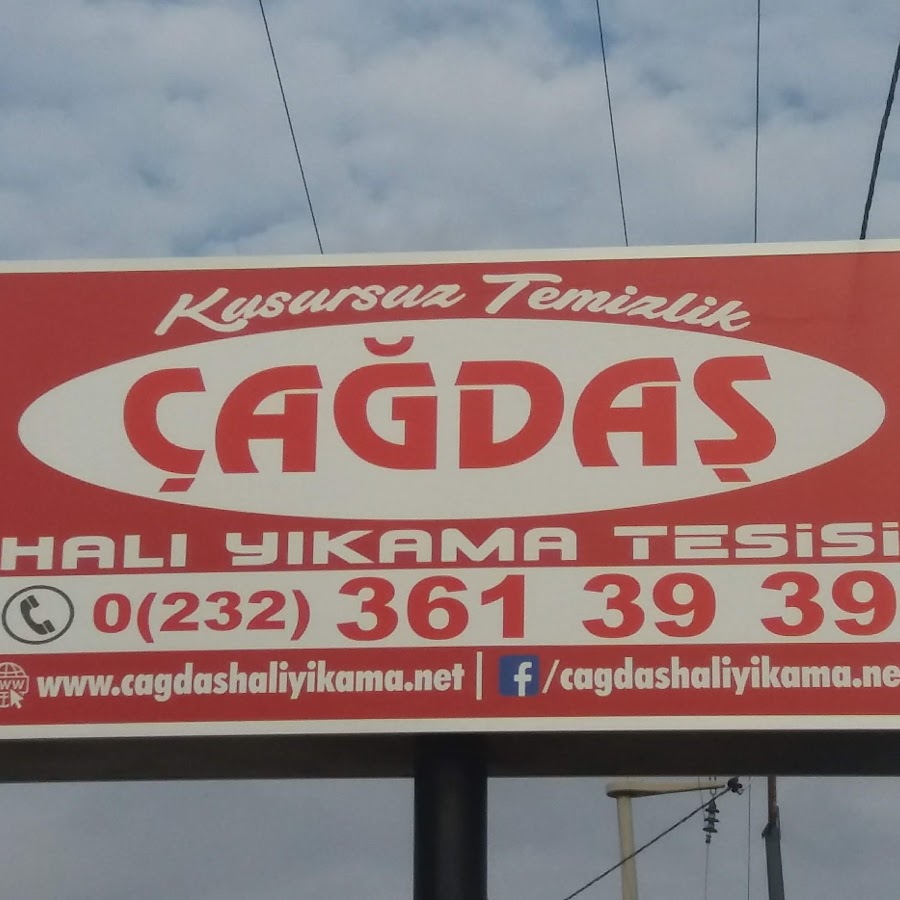 Kusursuz Temizlik
ÇAĞDAŞ
HALI YIKAMA TESİSİ
0(232) 361 39 39
www.cagdashaliyikama.net | f/cagdashaliyikama.ne